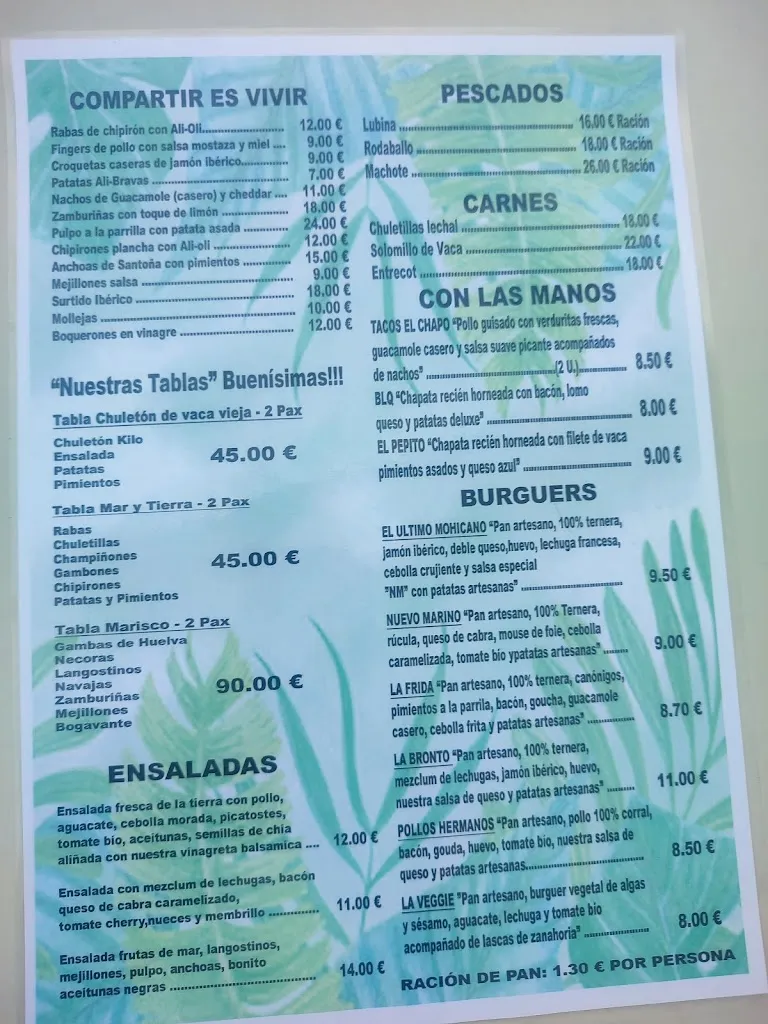 COMPARTIR ES VIVIR
Rabas de chipirón con Ali-Oli.......................... 12.00 €
Fingers de pollo con salsa mostaza y miel .... 9.00 €
Croquetas caseras de jamón Ibérico............... 9.00 €
Patatas Ali-Bravas .................................. 7.00 €
Nachos de Guacamole (casero) y cheddar .... 11.00 €
Zamburiñas con toque de limón ................. 18.00 €
Pulpo a la parrilla con patata asada ............ 24.00 €
Chipirones plancha con Ali-oli ................... 12.00 €
Anchoas de Santoña con pimientos ............ 15.00 €
Mejillones salsa ...................................... 9.00 €
Surtido Ibérico ........................................ 18.00 €
Mollejas .................................................. 10.00 €
Boquerones en vinagre ............................. 12.00 €
“Nuestras Tablas” Buenísimas!!!
Tabla Chuletón de vaca vieja - 2 Pax
Chuletón Kilo
Ensalada
Patatas
Pimientos
45.00 €
Tabla Mar y Tierra - 2 Pax
Rabas
Chuletillas
Champiñones
Gambones
Chipirones
Patatas y Pimientos
45.00 €
Tabla Marisco - 2 Pax
Gambas de Huelva
Necoras
Langostinos
Navajas
Zamburiñas
Mejillones
Bogavante
90.00 €
ENSALADAS
Ensalada fresca de la tierra con pollo,
aguacate, cebolla morada, picatostes,
tomate bio, aceitunas, semillas de chia
aliñada con nuestra vinagreta balsamica .... 12.00 €
Ensalada con mezclum de lechugas, bacón
queso de cabra caramelizado,
tomate cherry,nueces y membrillo ............. 11.00 €
Ensalada frutas de mar, langostinos,
mejillones, pulpo, anchoas, bonito
aceitunas negras ..................................... 14.00 €
PESCADOS
Lubina ................................................ 16.00 € Ración
Rodaballo ............................................ 18.00 € Ración
Machote .............................................. 26.00 € Ración
CARNES
Chuletillas lechal ................................... 18.00 €
Solomillo de Vaca .................................. 22.00 €
Entrecot ............................................... 18.00 €
CON LAS MANOS
TACOS EL CHAPO “Pollo guisado con verduritas frescas,
guacamole casero y salsa suave picante acompañados
de nachos” ..............................(2 U.)............ 8.50 €
BLQ “Chapata recién horneada con bacón, lomo
queso y patatas deluxe” ................................ 8.00 €
EL PEPITO “Chapata recién horneada con filete de vaca
pimientos asados y queso azul” ........................ 9.00 €
BURGUERS
EL ULTIMO MOHICANO “Pan artesano, 100% ternera,
jamón ibérico, deble queso,huevo, lechuga francesa,
cebolla crujiente y salsa especial
”NM” con patatas artesanas” .......................... 9.50 €
NUEVO MARINO “Pan artesano, 100% Ternera,
rúcula, queso de cabra, mouse de foie, cebolla
caramelizada, tomate bio ypatatas artesanas” ........ 9.00 €
LA FRIDA “Pan artesano, 100% ternera, canónigos,
pimientos a la parrila, bacón, goucha, guacamole
casero, cebolla frita y patatas artesanas” ................ 8.70 €
LA BRONTO “Pan artesano, 100% ternera,
mezclum de lechugas, jamón ibérico, huevo,
nuestra salsa de queso y patatas artesanas” ........ 11.00 €
POLLOS HERMANOS “Pan artesano, pollo 100% corral,
bacón, gouda, huevo, tomate bio, nuestra salsa de
queso y patatas artesanas................................ 8.50 €
LA VEGGIE ”Pan artesano, burguer vegetal de algas
y sésamo, aguacate, lechuga y tomate bio
acompañado de lascas de zanahoria” .................... 8.00 €
RACIÓN DE PAN: 1.30 € POR PERSONA